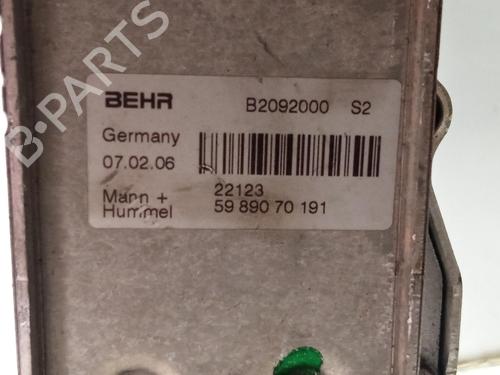 BEHR B2092000 S2
Germany
07.02.06
Mann + 22123
Hummel 59 890 70 191
B-PARTS